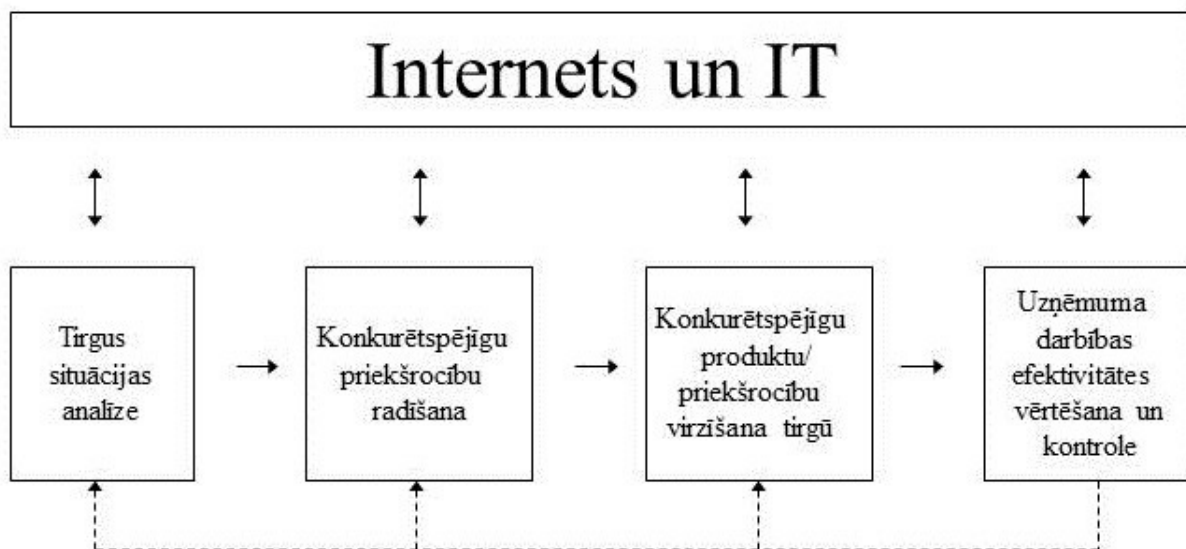 Internets un IT
Tirgus
situācijas
analīze
Konkurētspējīgu
priekšrocību
radīšana
Konkurētspējīgu
produktu/
priekšrocību
virzīšana tirgū
Uzņēmuma
darbības
efektivitātes
vērtēšana un
kontrole